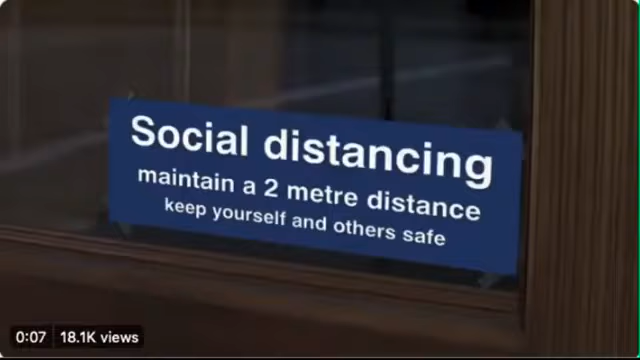 Social distancing
maintain a 2 metre distance
keep yourself and others safe
0:07 18.1K views